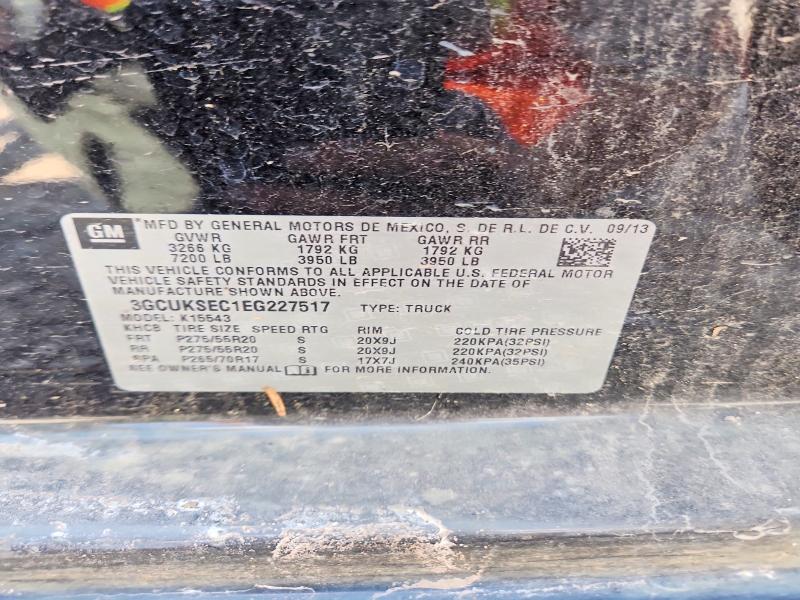 GM *MFD BY GENERAL MOTORS DE MEXICO, S. DE R.L. DE C.V. 09/13
GVWR GAWR FRT GAWR RR
3266 KG 1792 KG 1792 KG
7200 LB 3950 LB 3950 LB
THIS VEHICLE CONFORMS TO ALL APPLICABLE U.S. FEDERAL MOTOR
VEHICLE SAFETY STANDARDS IN EFFECT ON THE DATE OF
MANUFACTURE SHOWN ABOVE.
3GCUKSEC1EG227517 TYPE: TRUCK
MODEL: K15543
KHCB TIRE SIZE SPEED RTG RIM COLD TIRE PRESSURE
FRT P275/55R20 S 20X9J 220KPA(32PSI)
RR P275/55R20 S 20X9J 220KPA(32PSI)
SPA P265/70R17 S 17X7J 240KPA(35PSI)
SEE OWNER'S MANUAL FOR MORE INFORMATION.